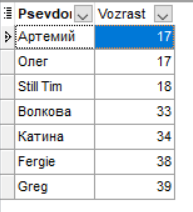 Psevdo Vozrast
Артемий 17
Олег 17
Still Tim 18
Волкова 33
Катина 34
Fergie 38
Greg 39